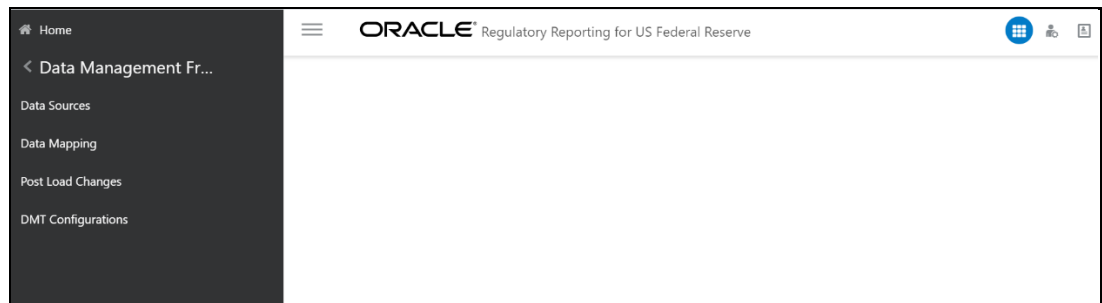 Home
Data Management Fr...
Data Sources
Data Mapping
Post Load Changes
DMT Configurations
ORACLE® Regulatory Reporting for US Federal Reserve